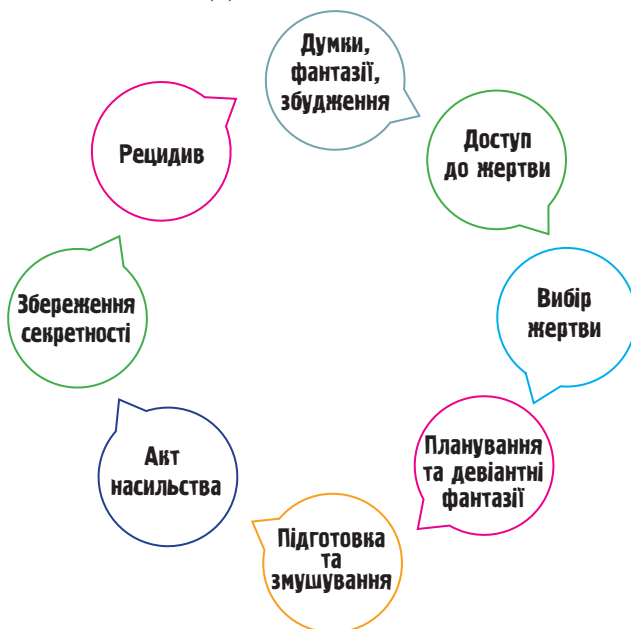 Думки,
фантазії,
збудження
Доступ
до жертви
Вибір
жертви
Планування
та девіантні
фантазії
Підготовка
та
змушування
Акт
насильства
Збереження
секретності
Рецидив